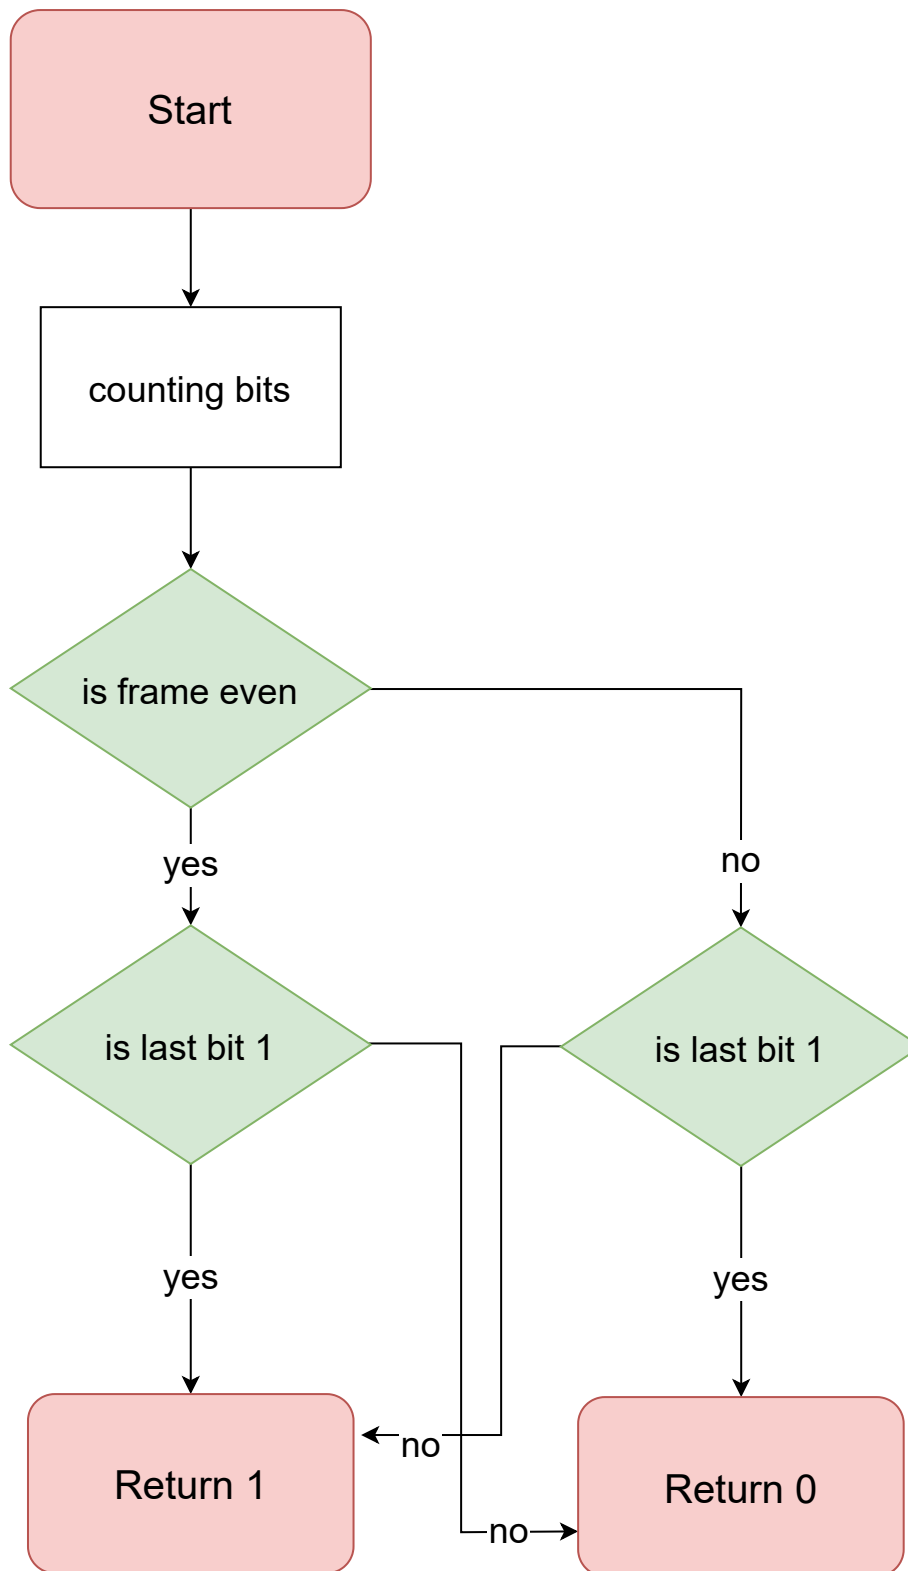 Start
counting bits
is frame even
yes
no
is last bit 1
is last bit 1
yes
yes
no
Return 1
Return 0
no